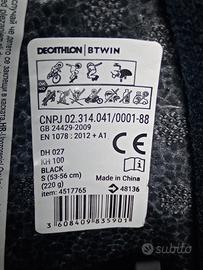 DECATHLON | BTWIN
CNPJ 02.314.041/0001-88
GB 24429-2009
EN 1078 : 2012 + A1
DH 027
KH 100
BLACK
S (53-56 cm)
(220 g)
item: 4517765
48136
3 608409 835901
subito